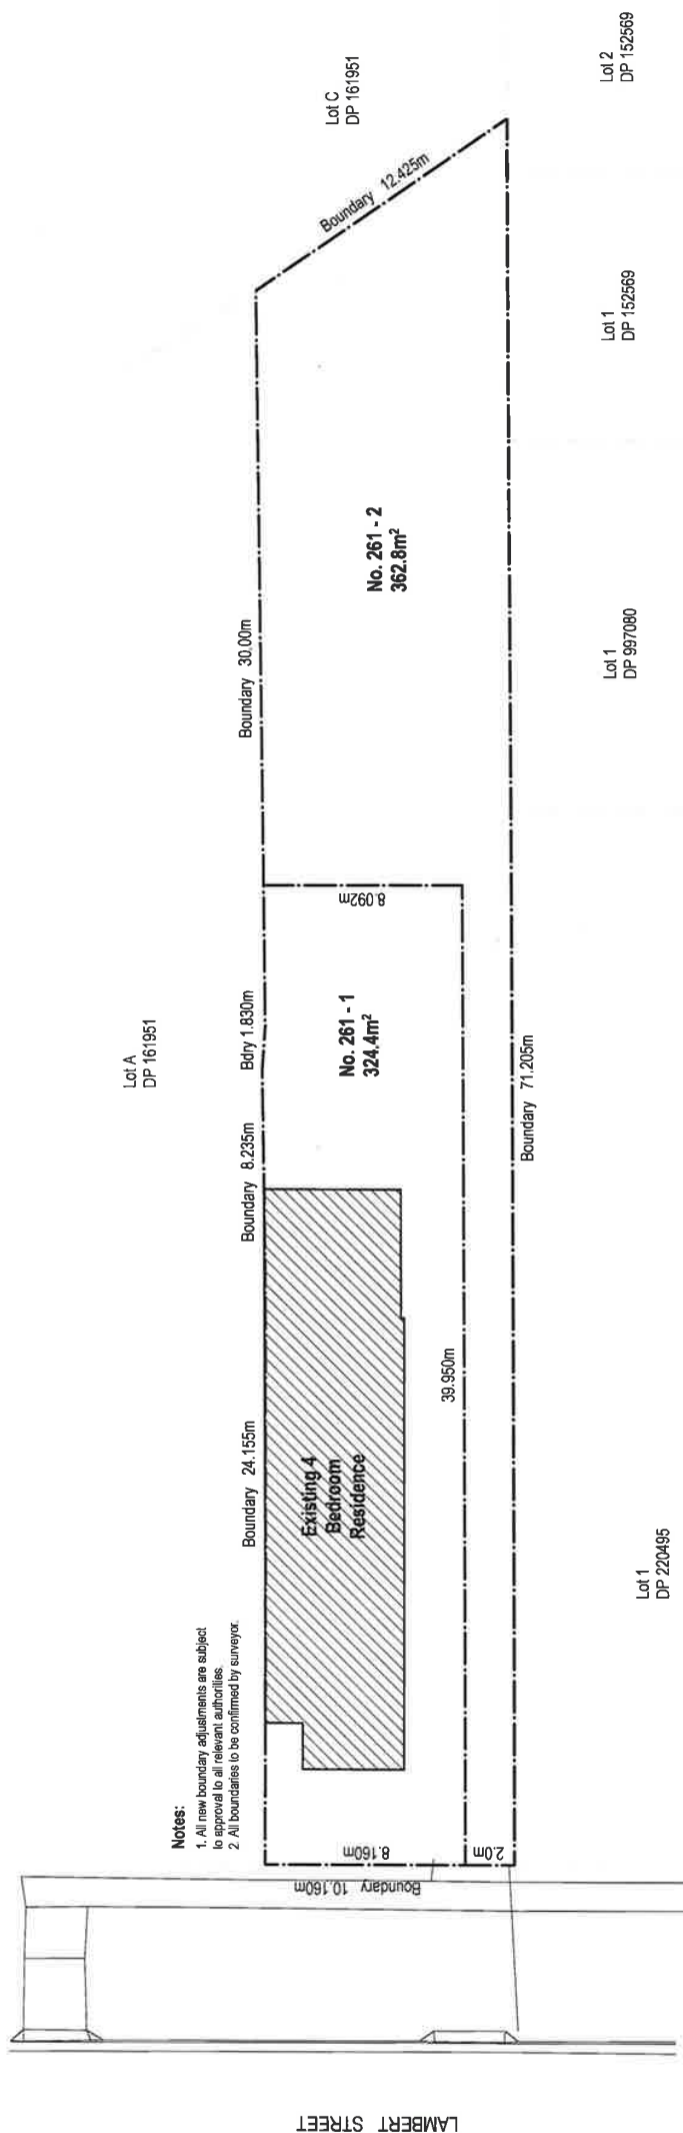 Lot C
DP 161951
Lot 2
DP 152569
Boundary 12.425m
Lot 1
DP 152569
Boundary 30.00m
No. 261 - 2
362.8m²
Lot 1
DP 997080
Lot A
DP 161951
8.092m
Bdry 1.830m
No. 261 - 1
324.4m²
Boundary 8.235m
Boundary 71.205m
39.950m
Boundary 24.155m
Existing 4
Bedroom
Residence
Lot 1
DP 220495
Notes:
1. All new boundary adjustments are subject
to approval to all relevant authorities.
2. All boundaries to be confirmed by surveyor.
8.160m
2.0m
Boundary 10.160m
LAMBERT STREET